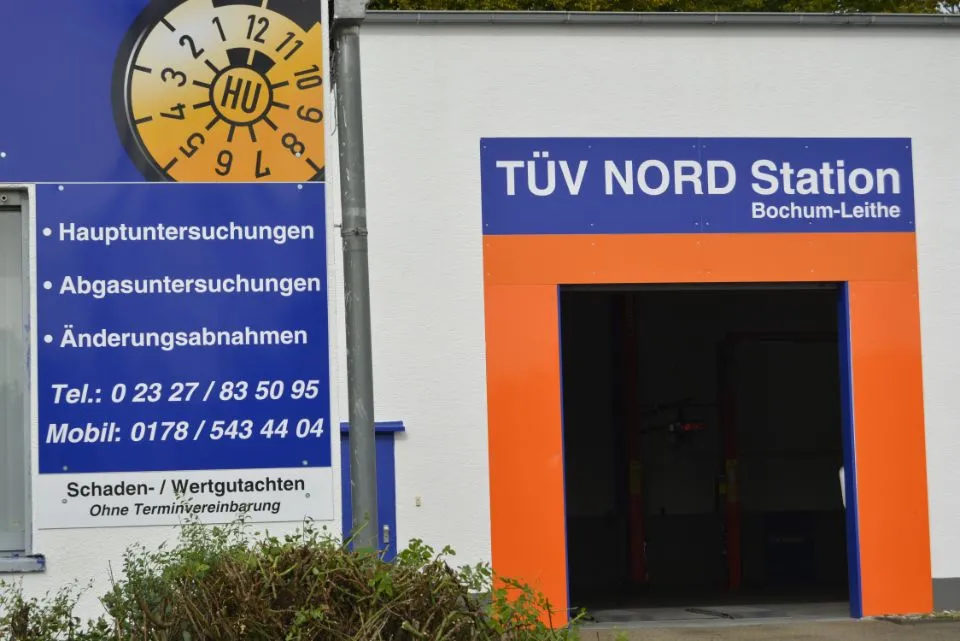 1 12 11
2 10
3 HU 9
4 8
5 6 7
• Hauptuntersuchungen
• Abgasuntersuchungen
• Änderungsabnahmen
Tel.: 0 23 27 / 83 50 95
Mobil: 0178 / 543 44 04
Schaden- / Wertgutachten
Ohne Terminvereinbarung
TÜV NORD Station
Bochum-Leithe